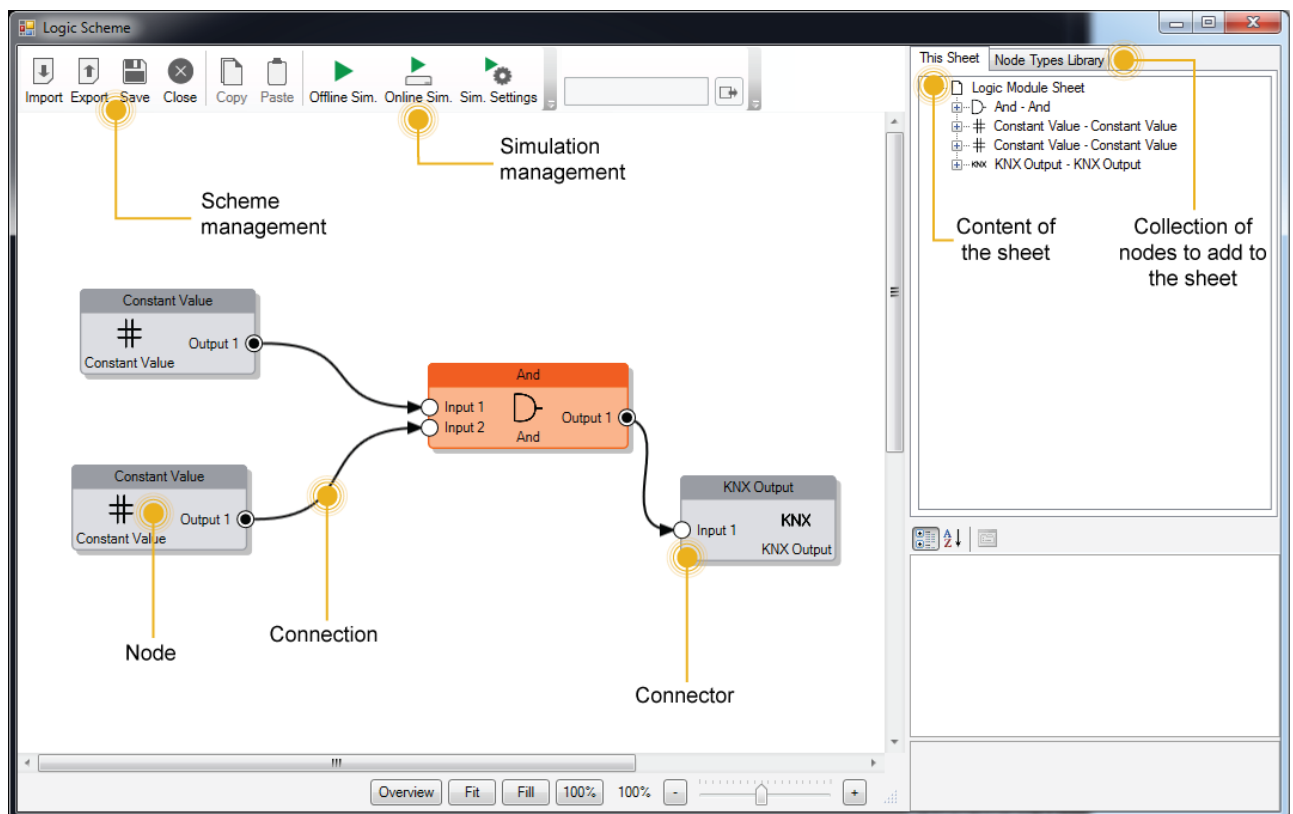 Logic Scheme
Import Export Save Close Copy Paste Offline Sim. Online Sim. Sim. Settings
This Sheet Node Types Library
Logic Module Sheet
And - And
Constant Value - Constant Value
Constant Value - Constant Value
KNX KNX Output - KNX Output
Simulation
management
Scheme
management
Content of
the sheet
Collection of
nodes to add to
the sheet
Constant Value
Output 1
Constant Value
And
Input 1
Input 2
Output 1
And
Constant Value
Output 1
Constant Value
KNX Output
KNX
Input 1
KNX Output
Node
Connection
Connector
A
Z
Overview Fit Fill 100% 100% - +